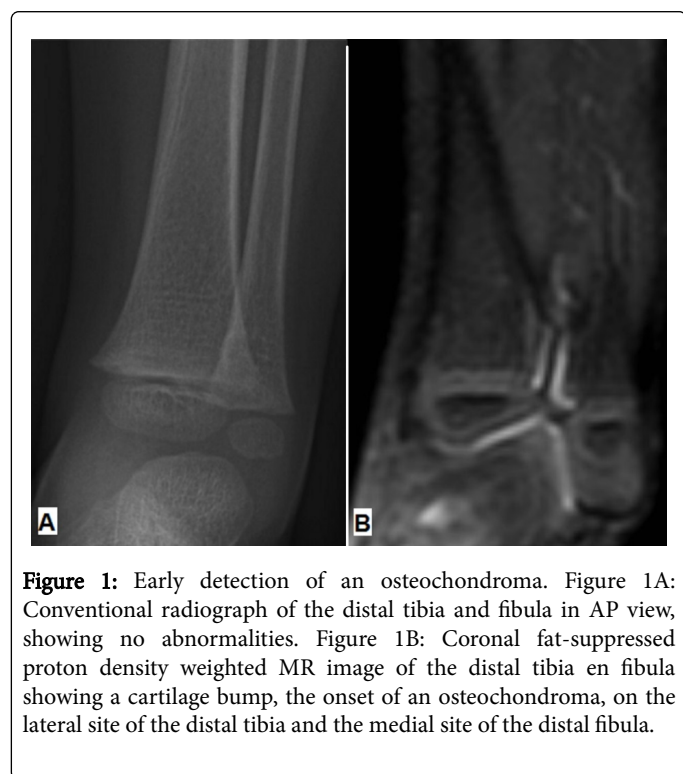 A
B
Figure 1: Early detection of an osteochondroma. Figure 1A:
Conventional radiograph of the distal tibia and fibula in AP view,
showing no abnormalities. Figure 1B: Coronal fat-suppressed
proton density weighted MR image of the distal tibia en fibula
showing a cartilage bump, the onset of an osteochondroma, on the
lateral site of the distal tibia and the medial site of the distal fibula.